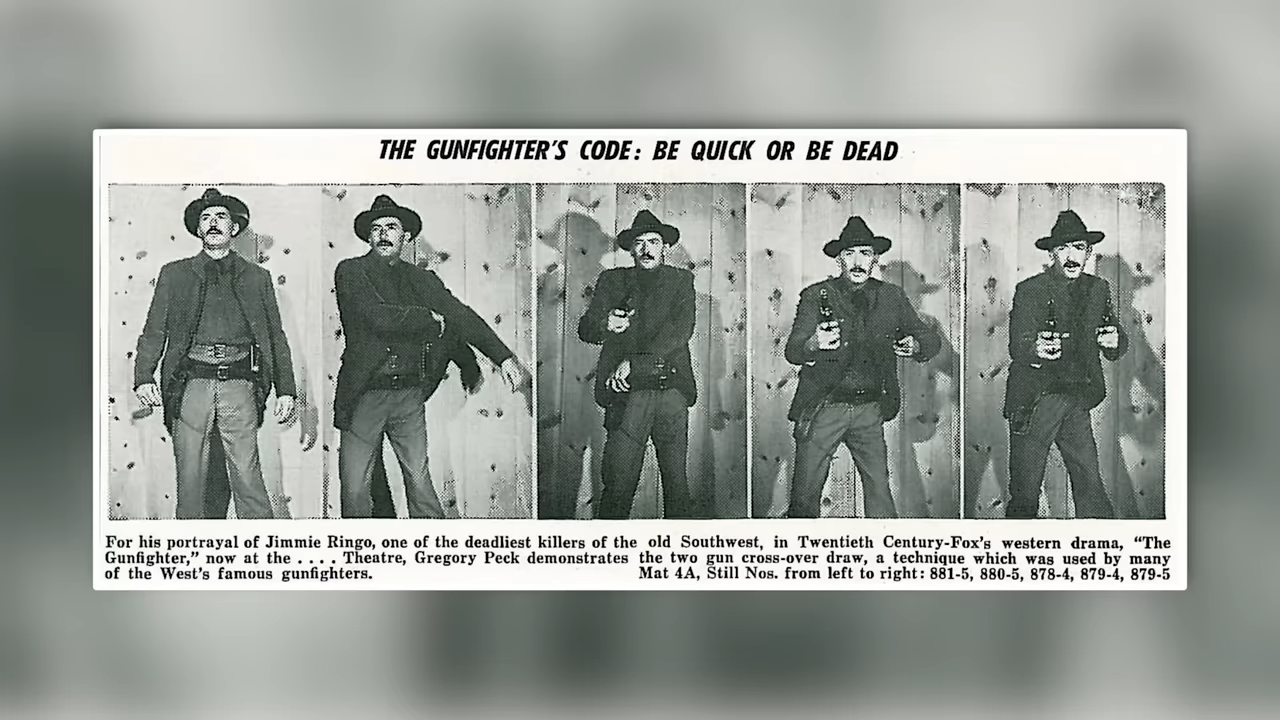 THE GUNFIGHTER'S CODE: BE QUICK OR BE DEAD
For his portrayal of Jimmie Ringo, one of the deadliest killers of the old Southwest, in Twentieth Century-Fox's western drama, "The
Gunfighter," now at the .... Theatre, Gregory Peck demonstrates the two gun cross-over draw, a technique which was used by many
of the West's famous gunfighters. Mat 4A, Still Nos. from left to right: 881-5, 880-5, 878-4, 879-4, 879-5